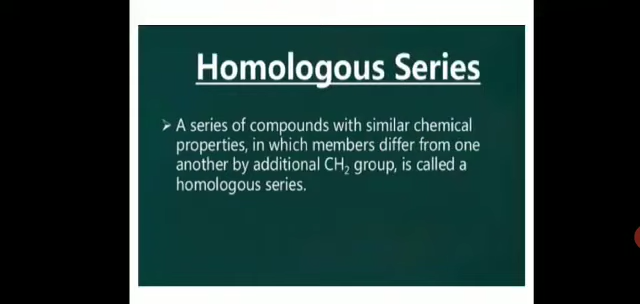 Homologous Series
➤ A series of compounds with similar chemical
properties, in which members differ from one
another by additional CH₂ group, is called a
homologous series.